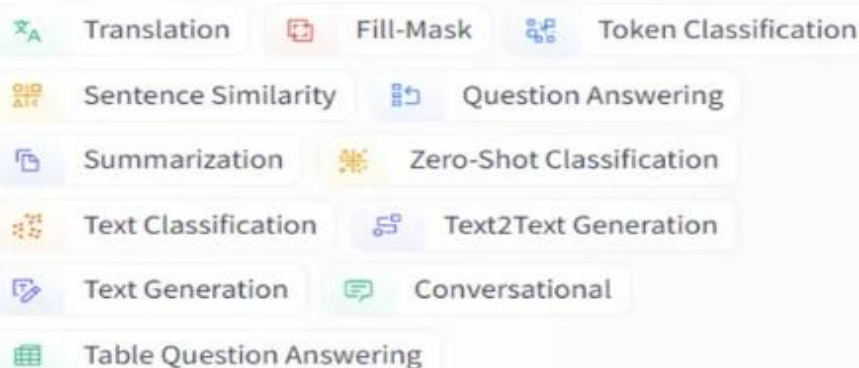 Translation Fill-Mask Token Classification
Sentence Similarity Question Answering
Summarization Zero-Shot Classification
Text Classification Text2Text Generation
Text Generation Conversational
Table Question Answering